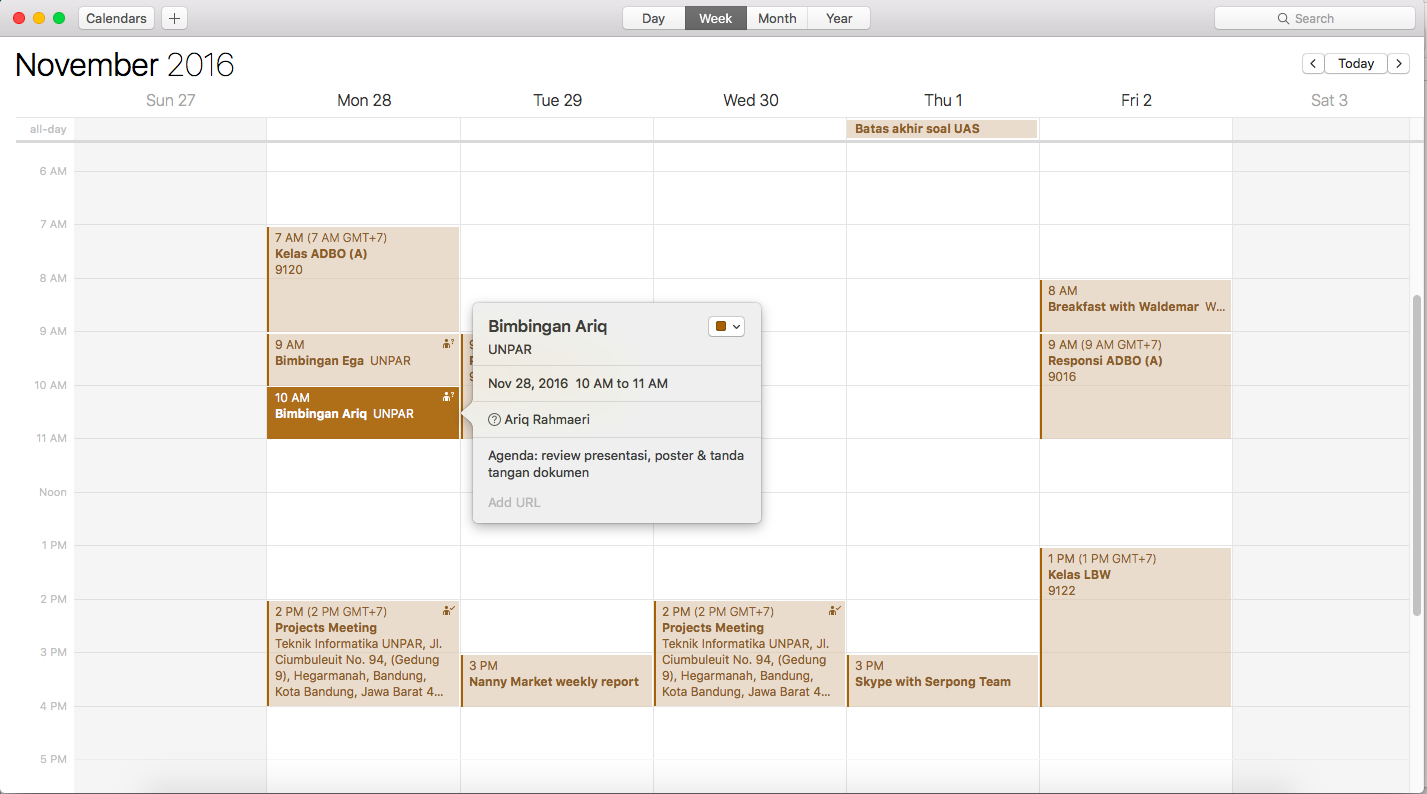 Calendars
+
Day
Week
Month
Year
Search
November 2016
Today
Sun 27
Mon 28
Tue 29
Wed 30
Thu 1
Fri 2
Sat 3
all-day
Batas akhir soal UAS
6 AM
7 AM
8 AM
9 AM
10 AM
11 AM
Noon
1 PM
2 PM
3 PM
4 PM
5 PM
7 AM (7 AM GMT+7)
Kelas ADBO (A)
9120
9 AM
Bimbingan Ega UNPAR
10 AM
Bimbingan Ariq UNPAR
2 PM (2 PM GMT+7)
Projects Meeting
Teknik Informatika UNPAR, Jl.
Ciumbuleuit No. 94, (Gedung
9), Hegarmanah, Bandung,
Kota Bandung, Jawa Barat 4...
Bimbingan Ariq
UNPAR
Nov 28, 2016 10 AM to 11 AM
? Ariq Rahmaeri
Agenda: review presentasi, poster & tanda
tangan dokumen
Add URL
3 PM
Nanny Market weekly report
2 PM (2 PM GMT+7)
Projects Meeting
Teknik Informatika UNPAR, Jl.
Ciumbuleuit No. 94, (Gedung
9), Hegarmanah, Bandung,
Kota Bandung, Jawa Barat 4...
3 PM
Skype with Serpong Team
8 AM
Breakfast with Waldemar W...
9 AM (9 AM GMT+7)
Responsi ADBO (A)
9016
1 PM (1 PM GMT+7)
Kelas LBW
9122